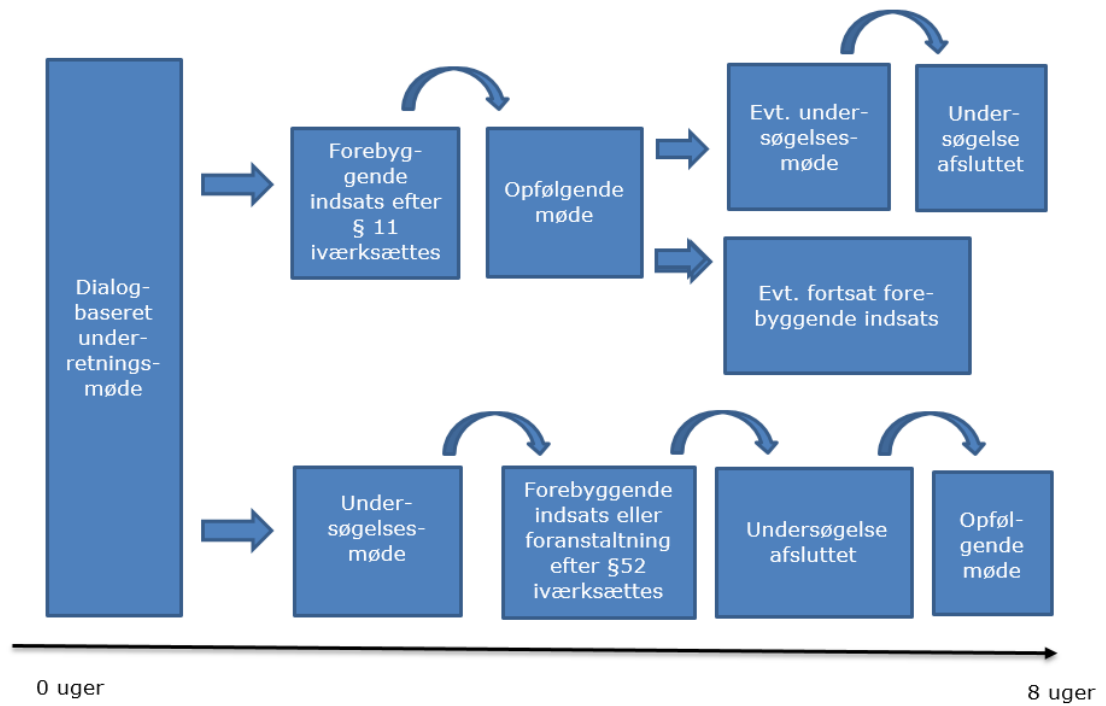 Dialog-
baseret
under-
retnings-
møde
Forebyg-
gende
indsats efter
§ 11
iværksættes
Opfølgende
møde
Evt. under-
søgelses-
møde
Under-
søgelse
afsluttet
Evt. fortsat fore-
byggende indsats
Under-
søgelses-
møde
Forebyggende
indsats eller
foranstaltning
efter §52
iværksættes
Undersøgelse
afsluttet
Opføl-
gende
møde
0 uger
8 uger